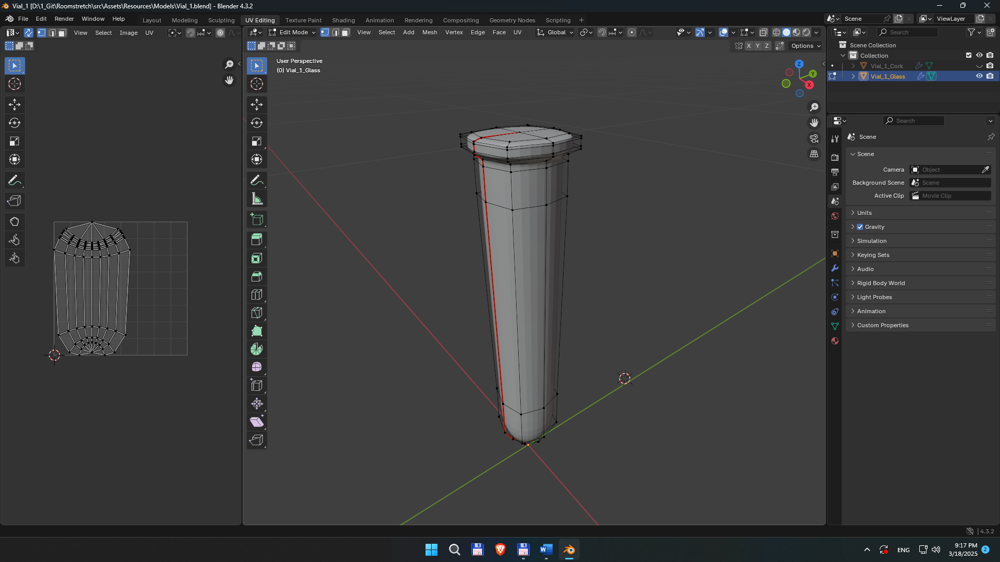 Vial_1 [D:\1_Git\Roomstretch\src\Assets\Resources\Models\Vial_1.blend] - Blender 4.3.2
File Edit Render Window Help Layout Modeling Sculpting UV Editing Texture Paint Shading Animation Rendering Compositing Geometry Nodes Scripting + Scene ViewLayer
View Select Image UV Edit Mode View Select Add Mesh Vertex Edge Face UV Global Search
X Y Z Options
Scene Collection
Collection
Vial_1_Cork
Vial_1_Glass
User Perspective
(0) Vial_1_Glass
Z
Y
X
Search
Scene
Scene
Camera Object
Background Scene Scene
Active Clip Movie Clip
Units
Gravity
Simulation
Keying Sets
Audio
Rigid Body World
Light Probes
Animation
Custom Properties
4.3.2
ENG
9:17 PM
3/18/2025
2